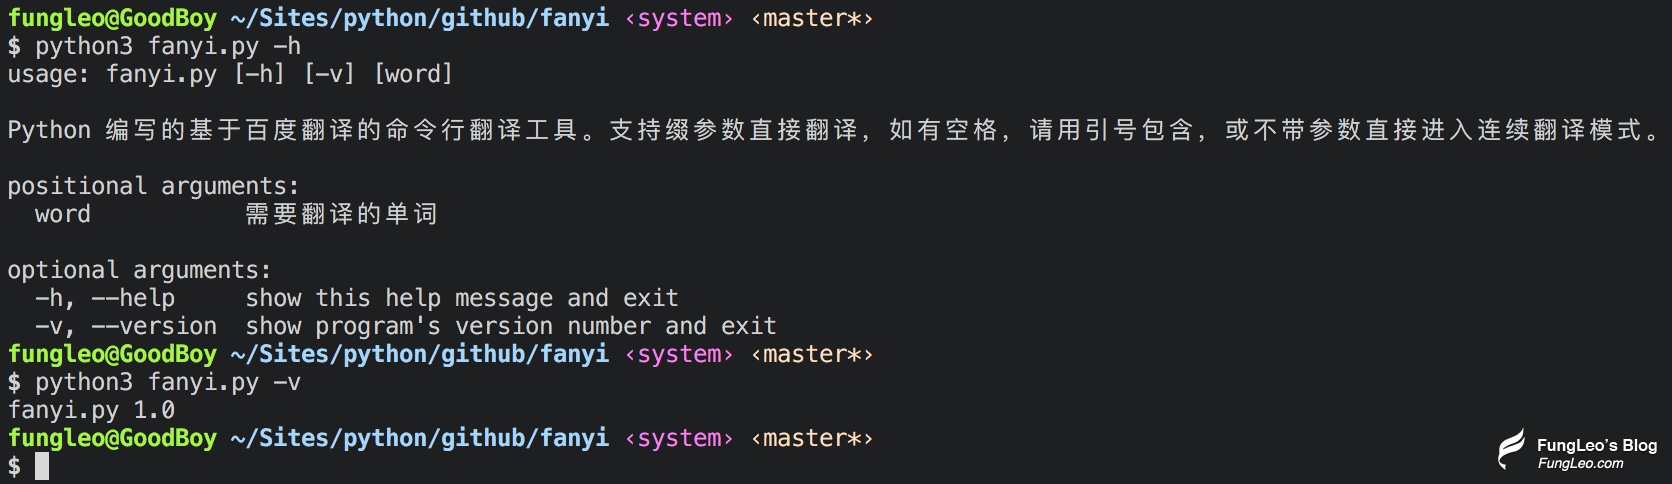 fungleo@GoodBoy ~/Sites/python/github/fanyi ‹system› ‹master*›
$ python3 fanyi.py -h
usage: fanyi.py [-h] [-v] [word]
Python 编写的基于百度翻译的命令行翻译工具。支持缀参数直接翻译，如有空格，请用引号包含，或不带参数直接进入连续翻译模式。
positional arguments:
word 需要翻译的单词
optional arguments:
-h, --help show this help message and exit
-v, --version show program's version number and exit
fungleo@GoodBoy ~/Sites/python/github/fanyi ‹system› ‹master*›
$ python3 fanyi.py -v
fanyi.py 1.0
fungleo@GoodBoy ~/Sites/python/github/fanyi ‹system› ‹master*›
$
FungLeo's Blog
FungLeo.com